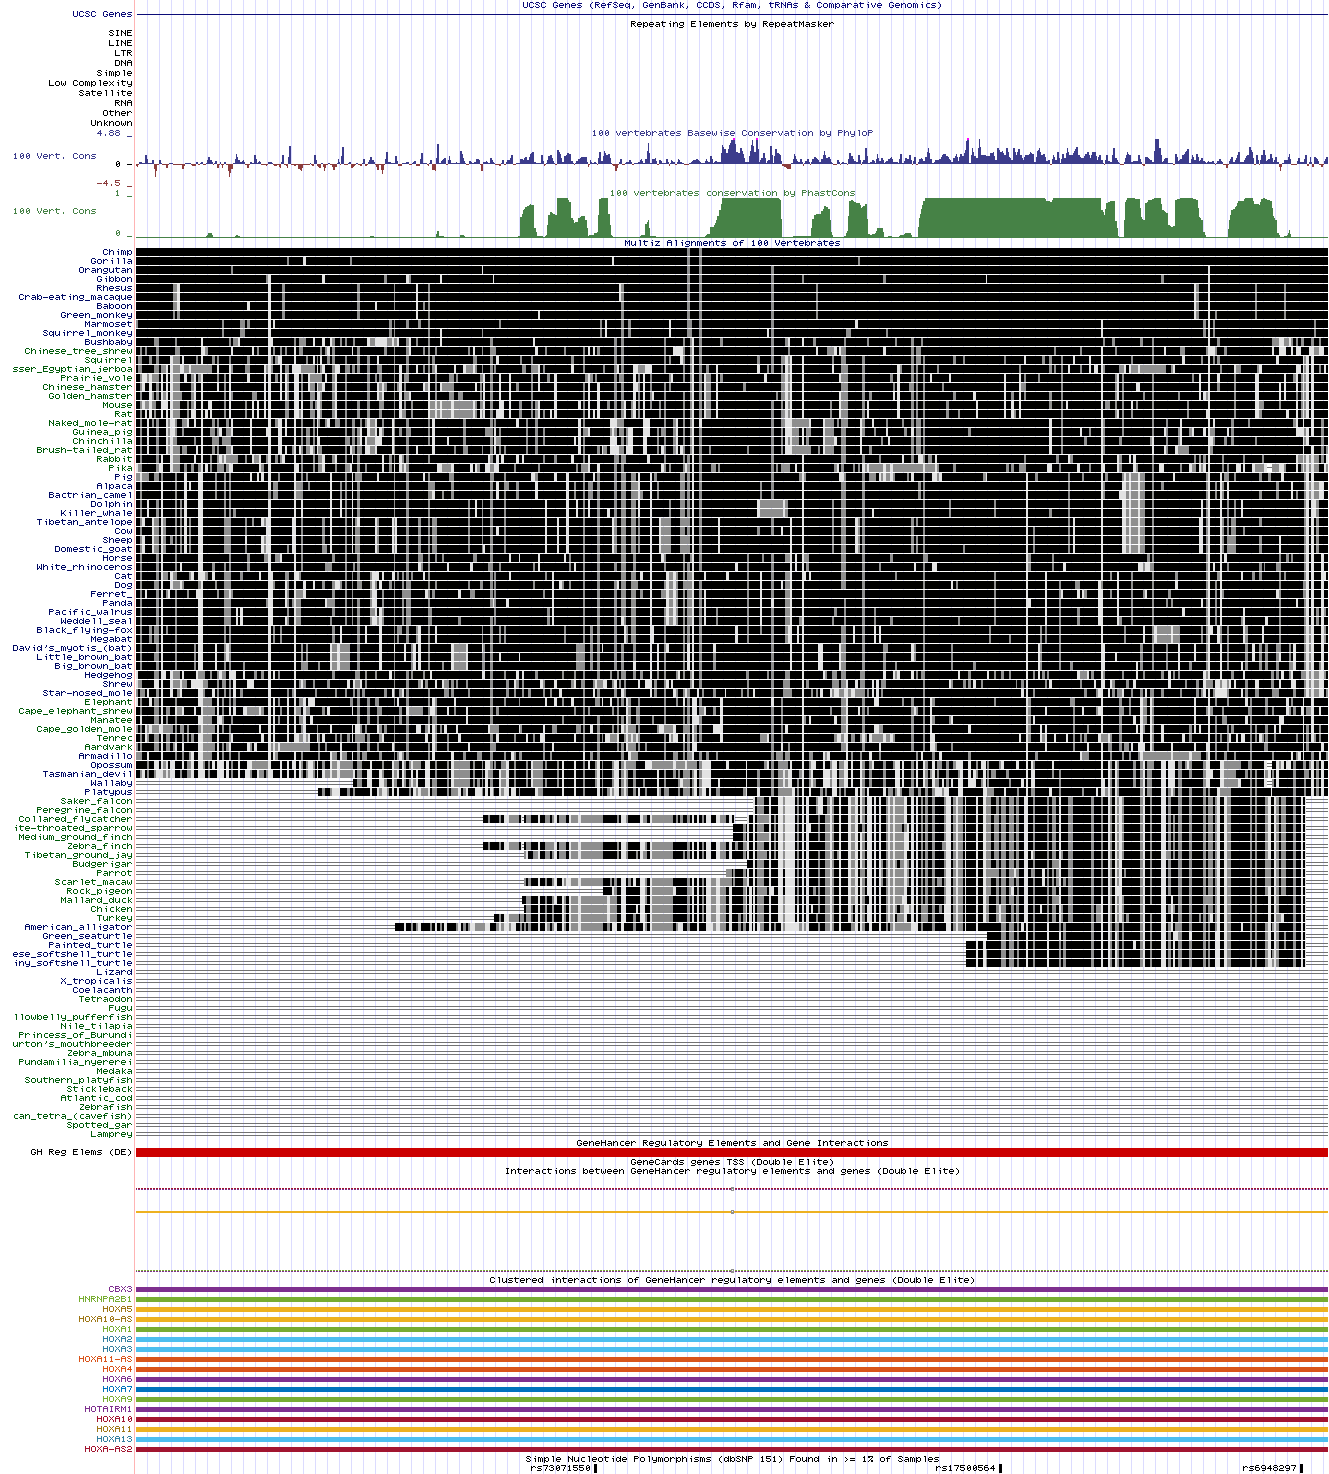 UCSC Genes (RefSeq, GenBank, CCDS, Rfam, tRNAs & Comparative Genomics)
UCSC Genes
Repeating Elements by RepeatMasker
SINE
LINE
LTR
DNA
Simple
Low Complexity
Satellite
RNA
Other
Unknown
100 vertebrates Basewise Conservation by PhyloP
4.88 _
100 Vert. Cons
0 _
-4.5 _
100 vertebrates conservation by PhastCons
1 _
100 Vert. Cons
0 _
Multiz Alignments of 100 Vertebrates
Chimp
Gorilla
Orangutan
Gibbon
Rhesus
Crab-eating_macaque
Baboon
Green_monkey
Marmoset
Squirrel_monkey
Bushbaby
Chinese_tree_shrew
Squirrel
sser_Egyptian_jerboa
Prairie_vole
Chinese_hamster
Golden_hamster
Mouse
Rat
Naked_mole-rat
Guinea_pig
Chinchilla
Brush-tailed_rat
Rabbit
Pika
Pig
Alpaca
Bactrian_camel
Dolphin
Killer_whale
Tibetan_antelope
Cow
Sheep
Domestic_goat
Horse
White_rhinoceros
Cat
Dog
Ferret_
Panda
Pacific_walrus
Weddell_seal
Black_flying-fox
Megabat
David's_myotis_(bat)
Little_brown_bat
Big_brown_bat
Hedgehog
Shrew
Star-nosed_mole
Elephant
Cape_elephant_shrew
Manatee
Cape_golden_mole
Tenrec
Aardvark
Armadillo
Opossum
Tasmanian_devil
Wallaby
Platypus
Saker_falcon
Peregrine_falcon
Collared_flycatcher
ite-throated_sparrow
Medium_ground_finch
Zebra_finch
Tibetan_ground_jay
Budgerigar
Parrot
Scarlet_macaw
Rock_pigeon
Mallard_duck
Chicken
Turkey
American_alligator
Green_seaturtle
Painted_turtle
ese_softshell_turtle
iny_softshell_turtle
Lizard
X_tropicalis
Coelacanth
Tetraodon
Fugu
llowbelly_pufferfish
Nile_tilapia
Princess_of_Burundi
urton's_mouthbreeder
Zebra_mbuna
Pundamilia_nyererei
Medaka
Southern_platyfish
Stickleback
Atlantic_cod
Zebrafish
can_tetra_(cavefish)
Spotted_gar
Lamprey
GeneHancer Regulatory Elements and Gene Interactions
GH Reg Elems (DE)
GeneCards genes TSS (Double Elite)
Interactions between GeneHancer regulatory elements and genes (Double Elite)
Clustered interactions of GeneHancer regulatory elements and genes (Double Elite)
CBX3
HNRNPA2B1
HOXA5
HOXA10-AS
HOXA1
HOXA2
HOXA3
HOXA11-AS
HOXA4
HOXA6
HOXA7
HOXA9
HOTAIRM1
HOXA10
HOXA11
HOXA13
HOXA-AS2
Simple Nucleotide Polymorphisms (dbSNP 151) Found in >= 1% of Samples
rs73071550 rs17500564 rs6948297